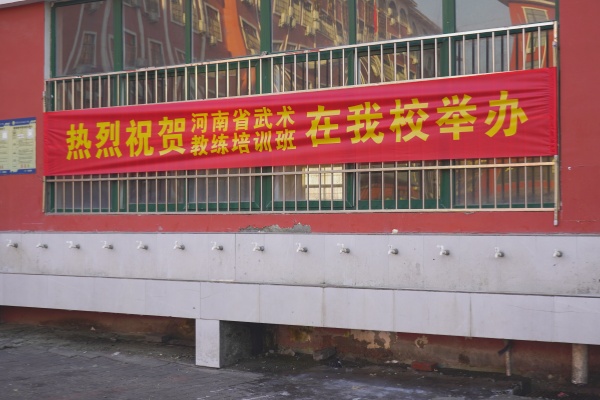 热烈祝贺
河南省武术
教练培训班
在我校举办